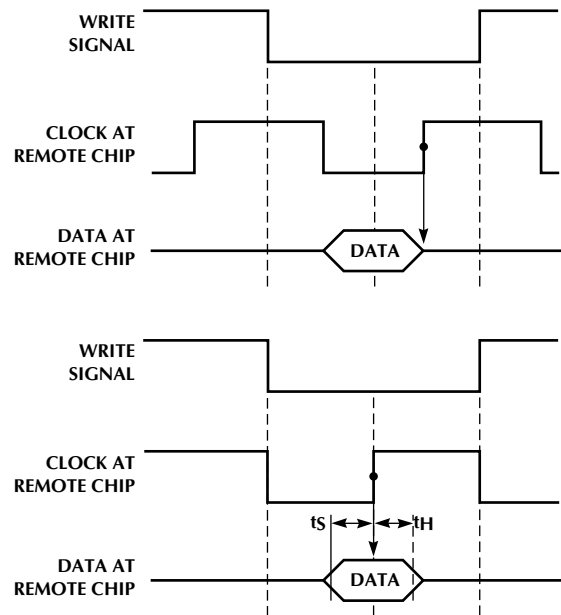 WRITE
SIGNAL
CLOCK AT
REMOTE CHIP
DATA AT
REMOTE CHIP
DATA
WRITE
SIGNAL
CLOCK AT
REMOTE CHIP
tS
tH
DATA AT
REMOTE CHIP
DATA